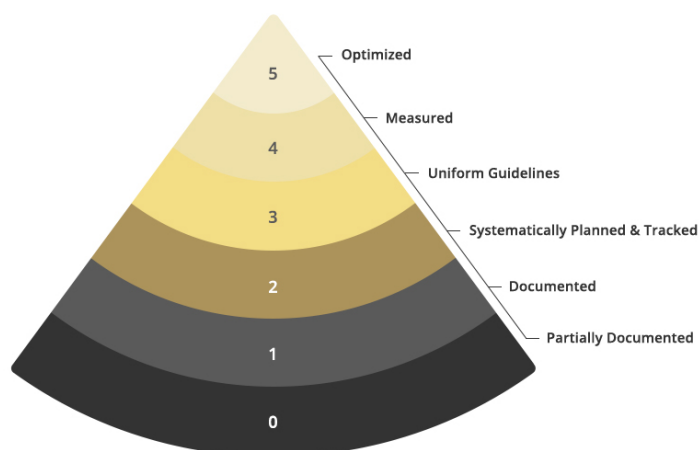 5
Optimized
4
Measured
Uniform Guidelines
3
Systematically Planned & Tracked
2
Documented
1
Partially Documented
0